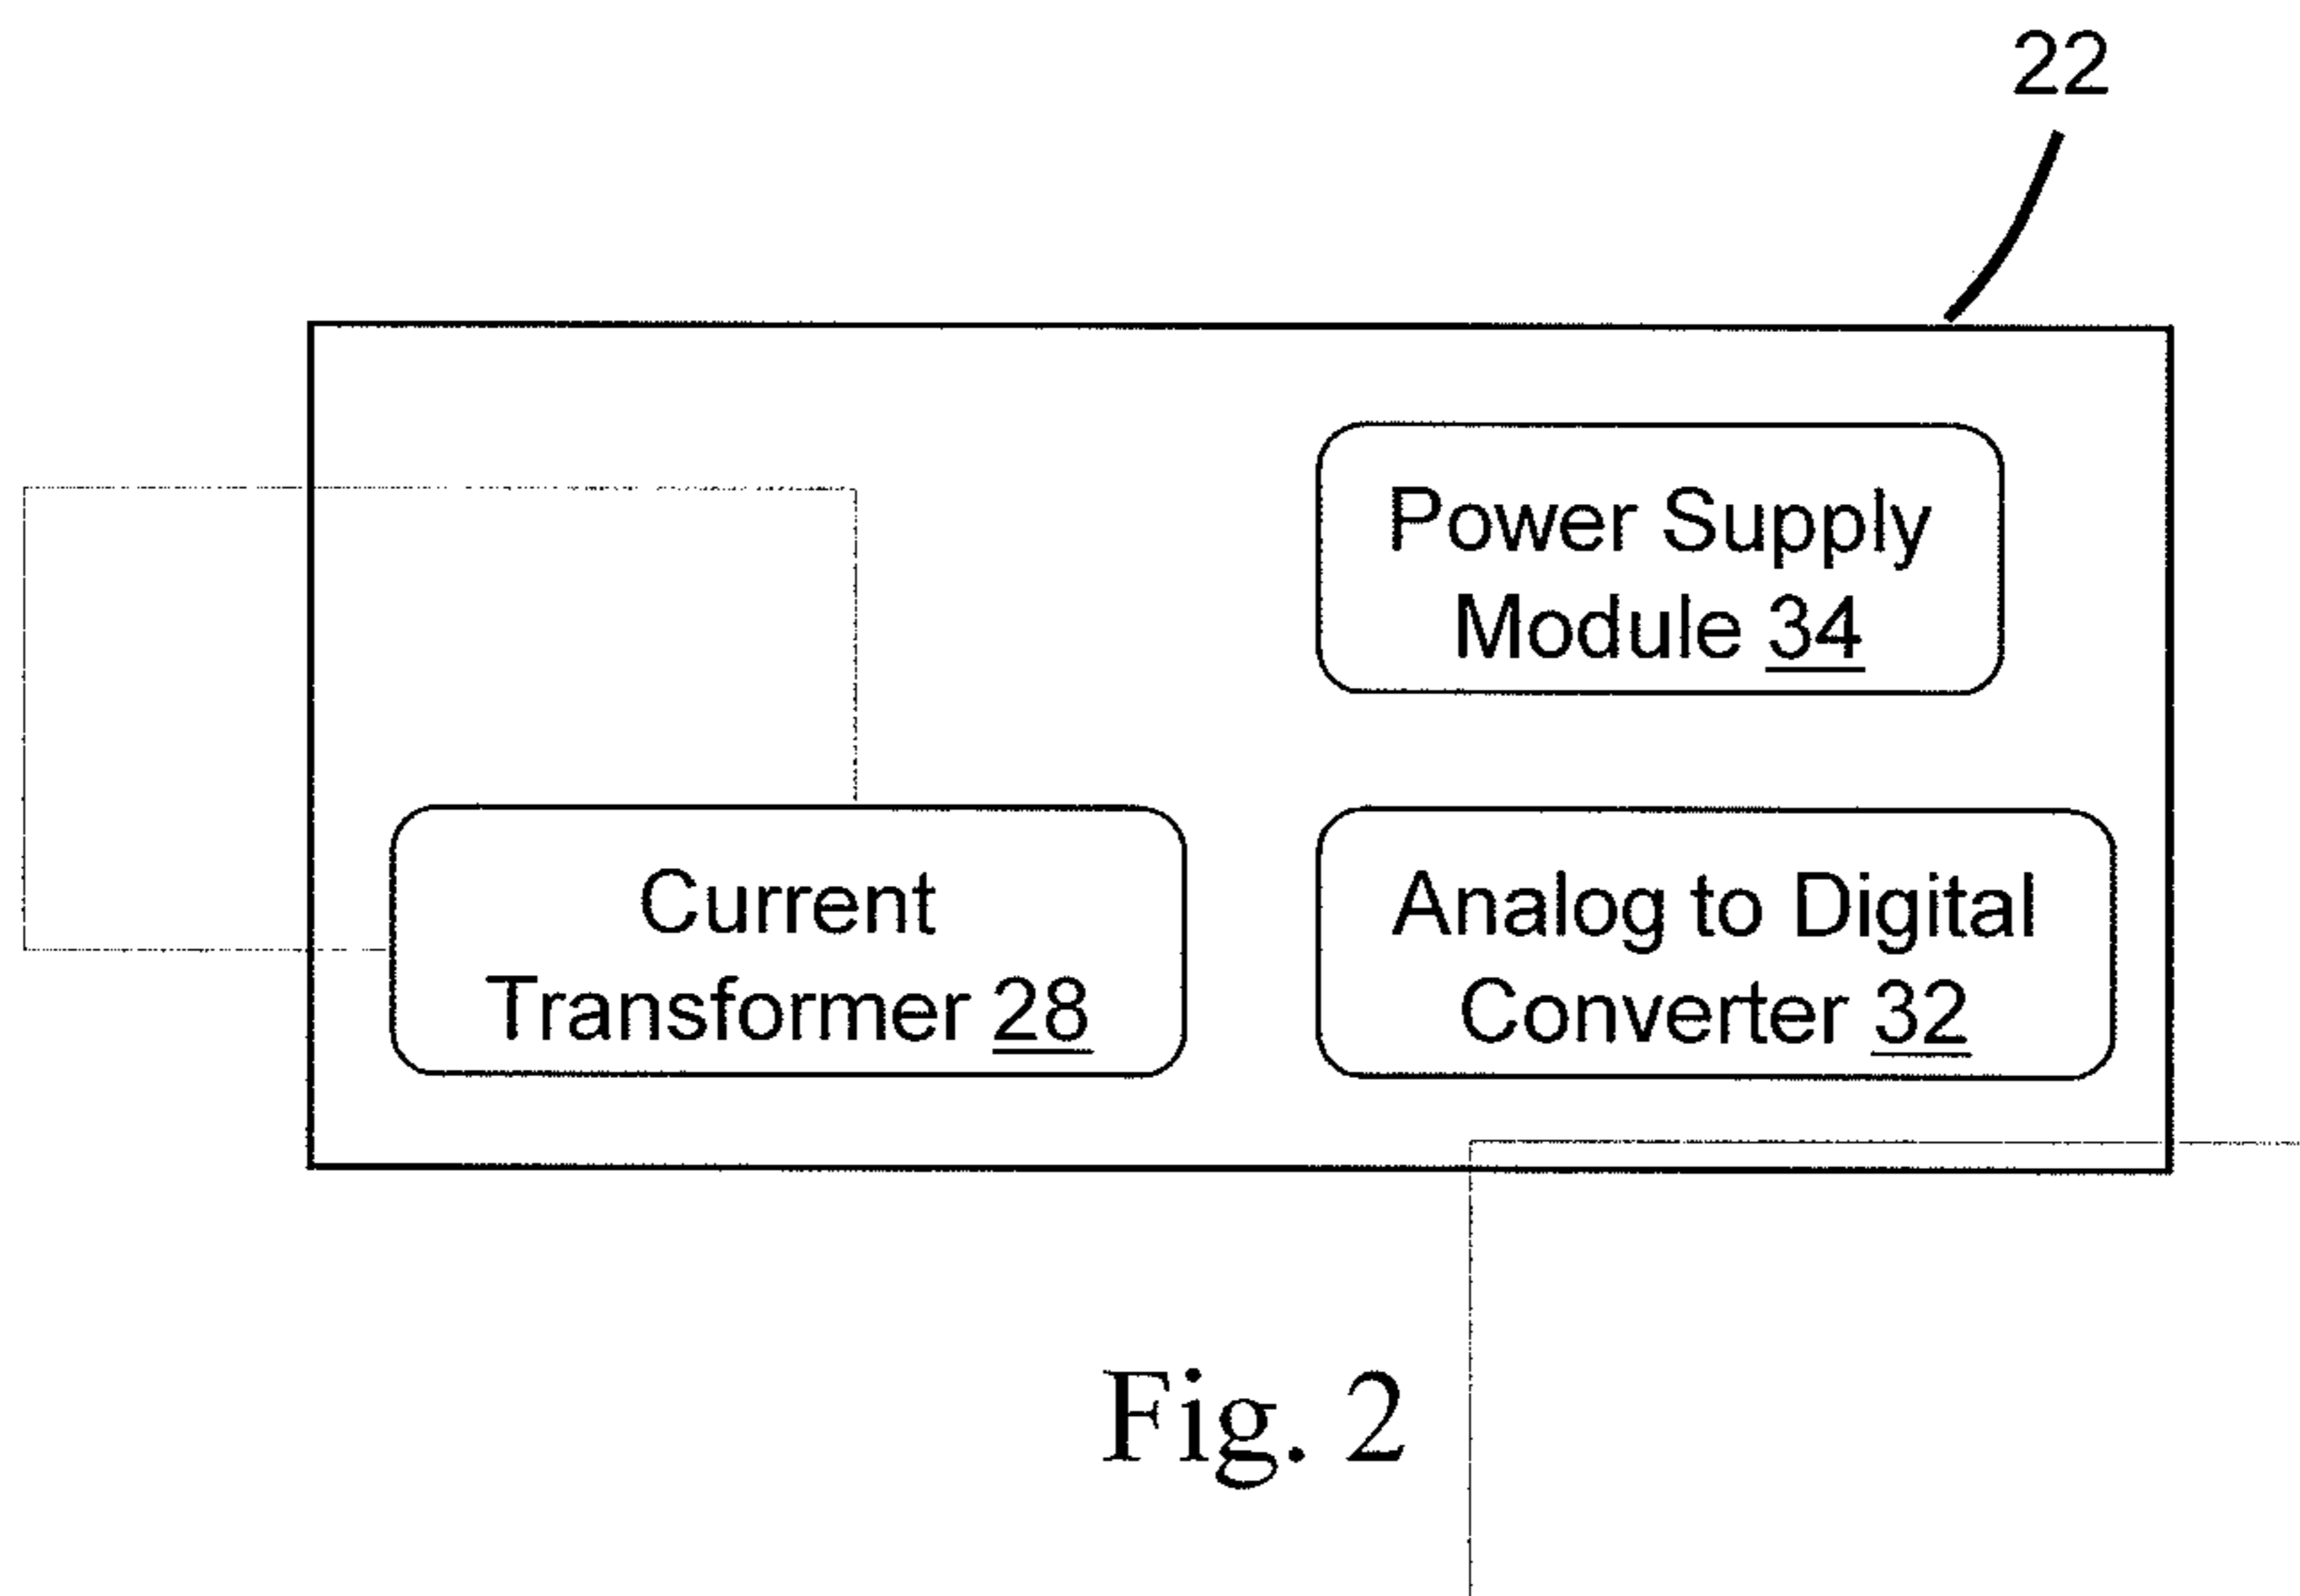 22
Power Supply
Module 34
Current
Transformer 28
Analog to Digital
Converter 32
Fig. 2